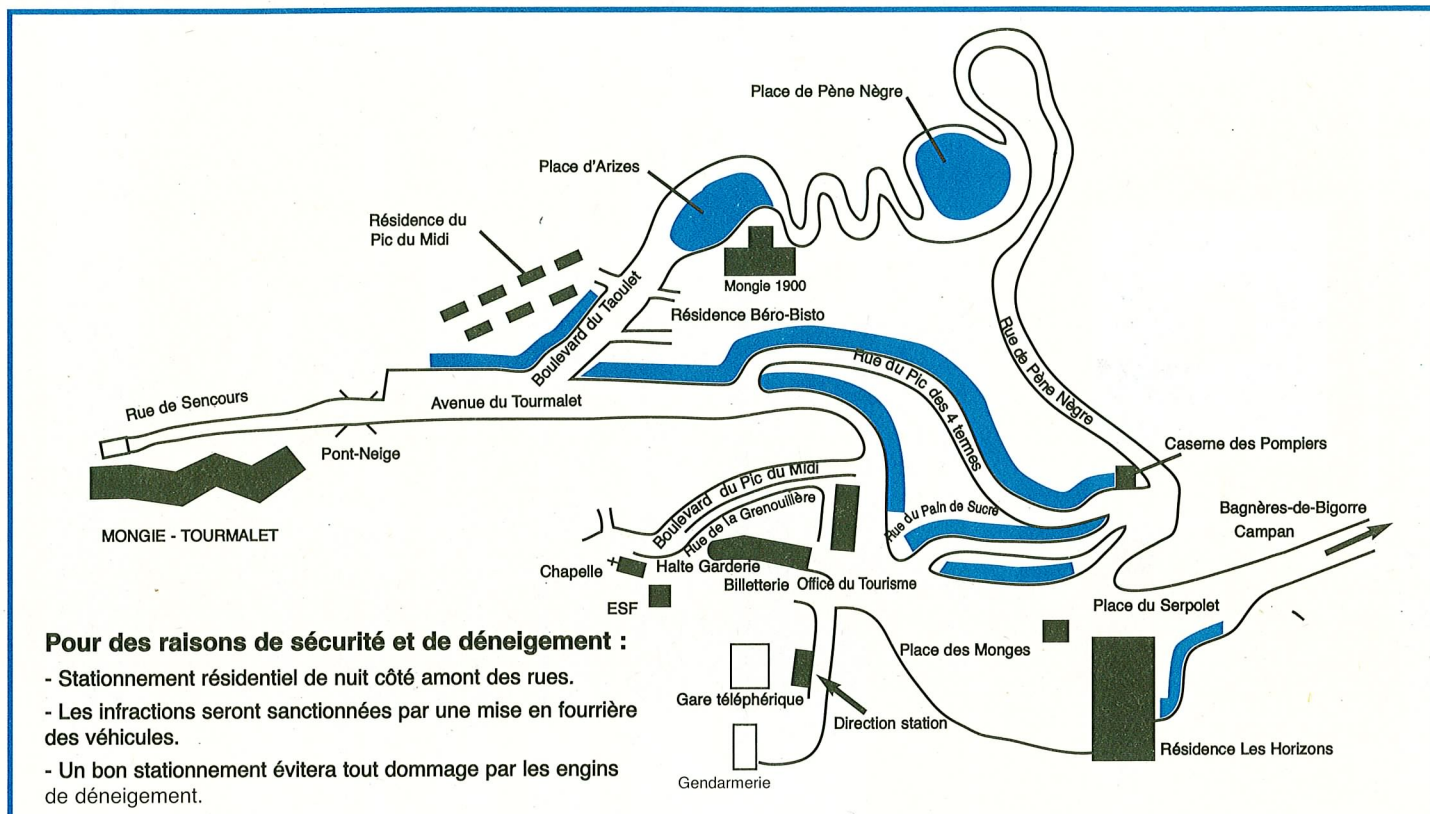 Place de Pène Nègre
Place d'Arizes
Résidence du
Pic du Midi
Mongie 1900
Boulevard du Taoulet
Résidence Béro-Bisto
Rue du Pic des 4 termes
Rue de Pène Nègre
Rue de Sencours
Avenue du Tourmalet
Pont-Neige
Caserne des Pompiers
MONGIE - TOURMALET
Boulevard du Pic du Midi
Rue de la Grenouillère
Rue du Pain de Sucre
Bagnères-de-Bigorre
Campan
Chapelle
Halte Garderie
Billetterie
Office du Tourisme
ESF
Place du Serpolet
Place des Monges
Pour des raisons de sécurité et de déneigement :
- Stationnement résidentiel de nuit côté amont des rues.
- Les infractions seront sanctionnées par une mise en fourrière
des véhicules.
- Un bon stationnement évitera tout dommage par les engins
de déneigement.
Gare téléphérique
Direction station
Gendarmerie
Résidence Les Horizons